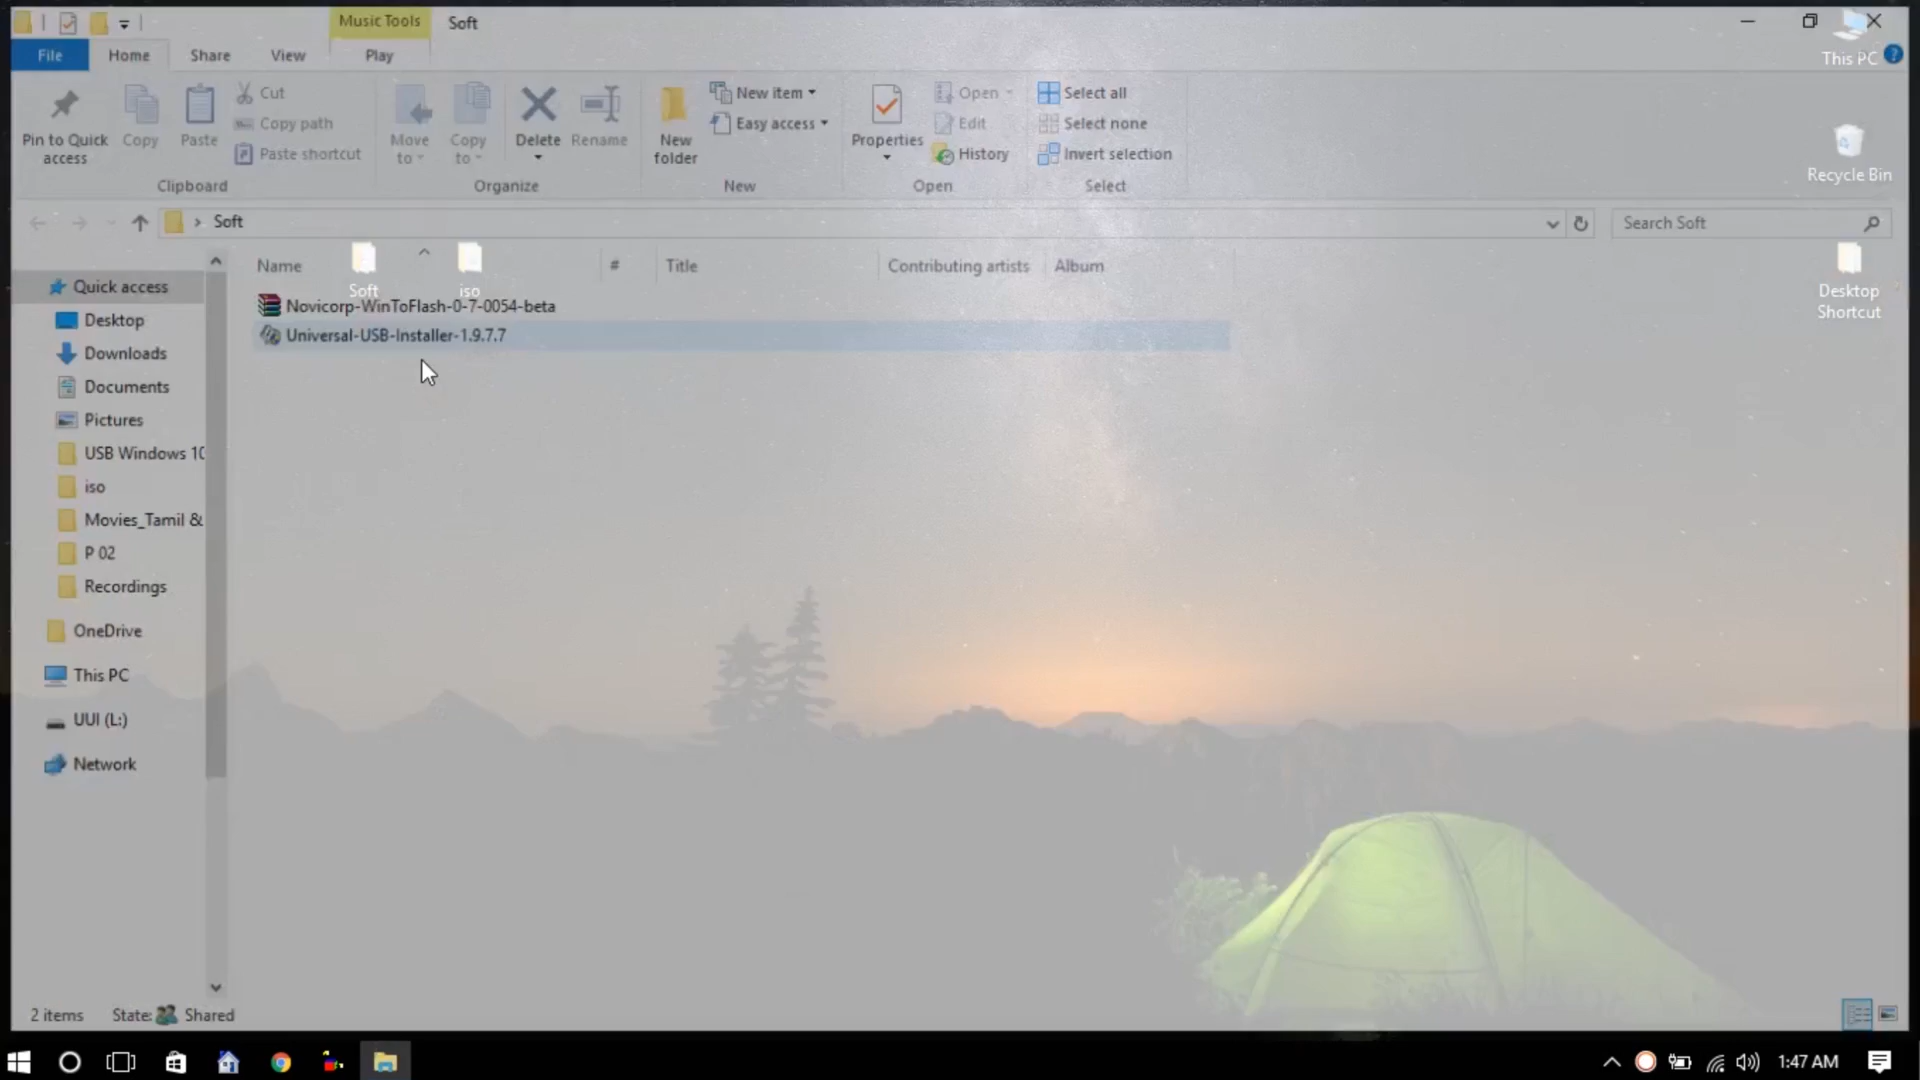 Music Tools
Soft
File
Home
Share
View
Play
This PC
Pin to Quick access
Copy
Paste
Cut
Copy path
Paste shortcut
Clipboard
Move to
Copy to
Delete
Rename
Organize
New folder
New item
Easy access
New
Properties
Open
Edit
History
Open
Select all
Select none
Invert selection
Select
Recycle Bin
Soft
Search Soft
Name
#
Title
Contributing artists
Album
Soft
iso
Desktop Shortcut
Novicorp-WinToFlash-0-7-0054-beta
Universal-USB-Installer-1.9.7.7
Quick access
Desktop
Downloads
Documents
Pictures
USB Windows 10
iso
Movies_Tamil &
P 02
Recordings
OneDrive
This PC
UUI (L:)
Network
2 items State: Shared
1:47 AM